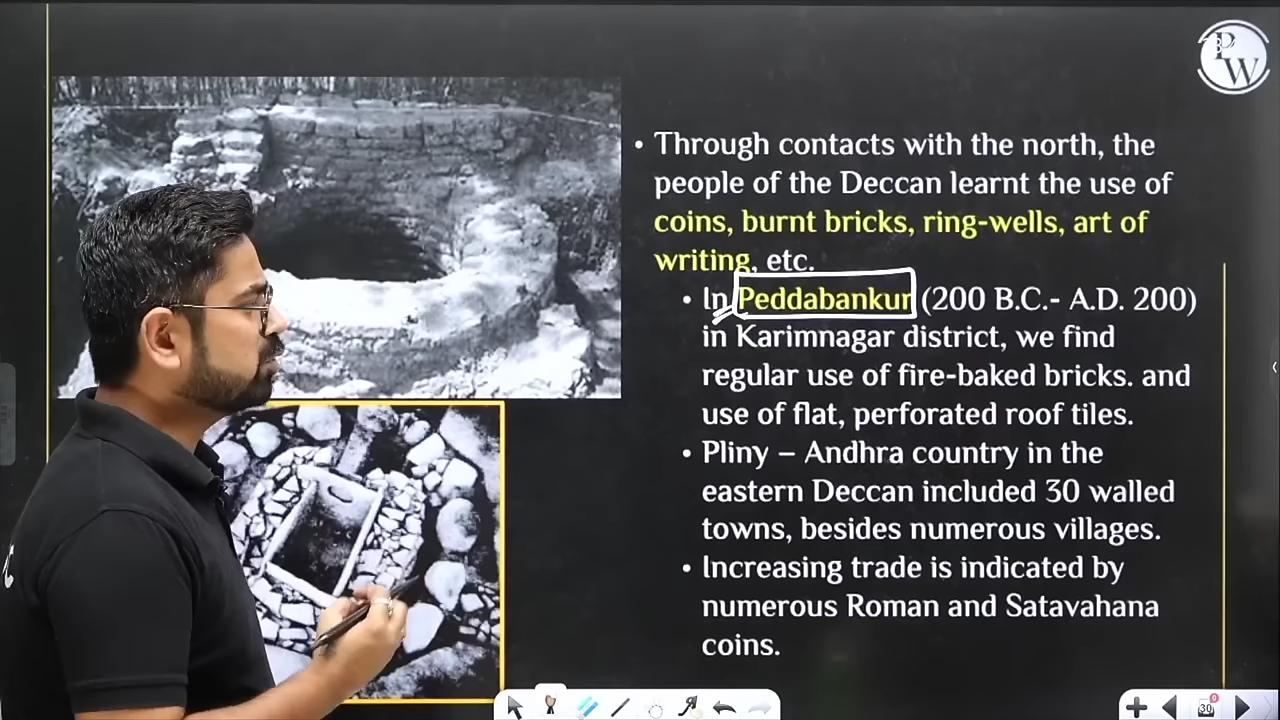 PW
• Through contacts with the north, the
people of the Deccan learnt the use of
coins, burnt bricks, ring-wells, art of
writing, etc.
• In Peddabankur (200 B.C.- A.D. 200)
in Karimnagar district, we find
regular use of fire-baked bricks. and
use of flat, perforated roof tiles.
• Pliny – Andhra country in the
eastern Deccan included 30 walled
towns, besides numerous villages.
• Increasing trade is indicated by
numerous Roman and Satavahana
coins.
30